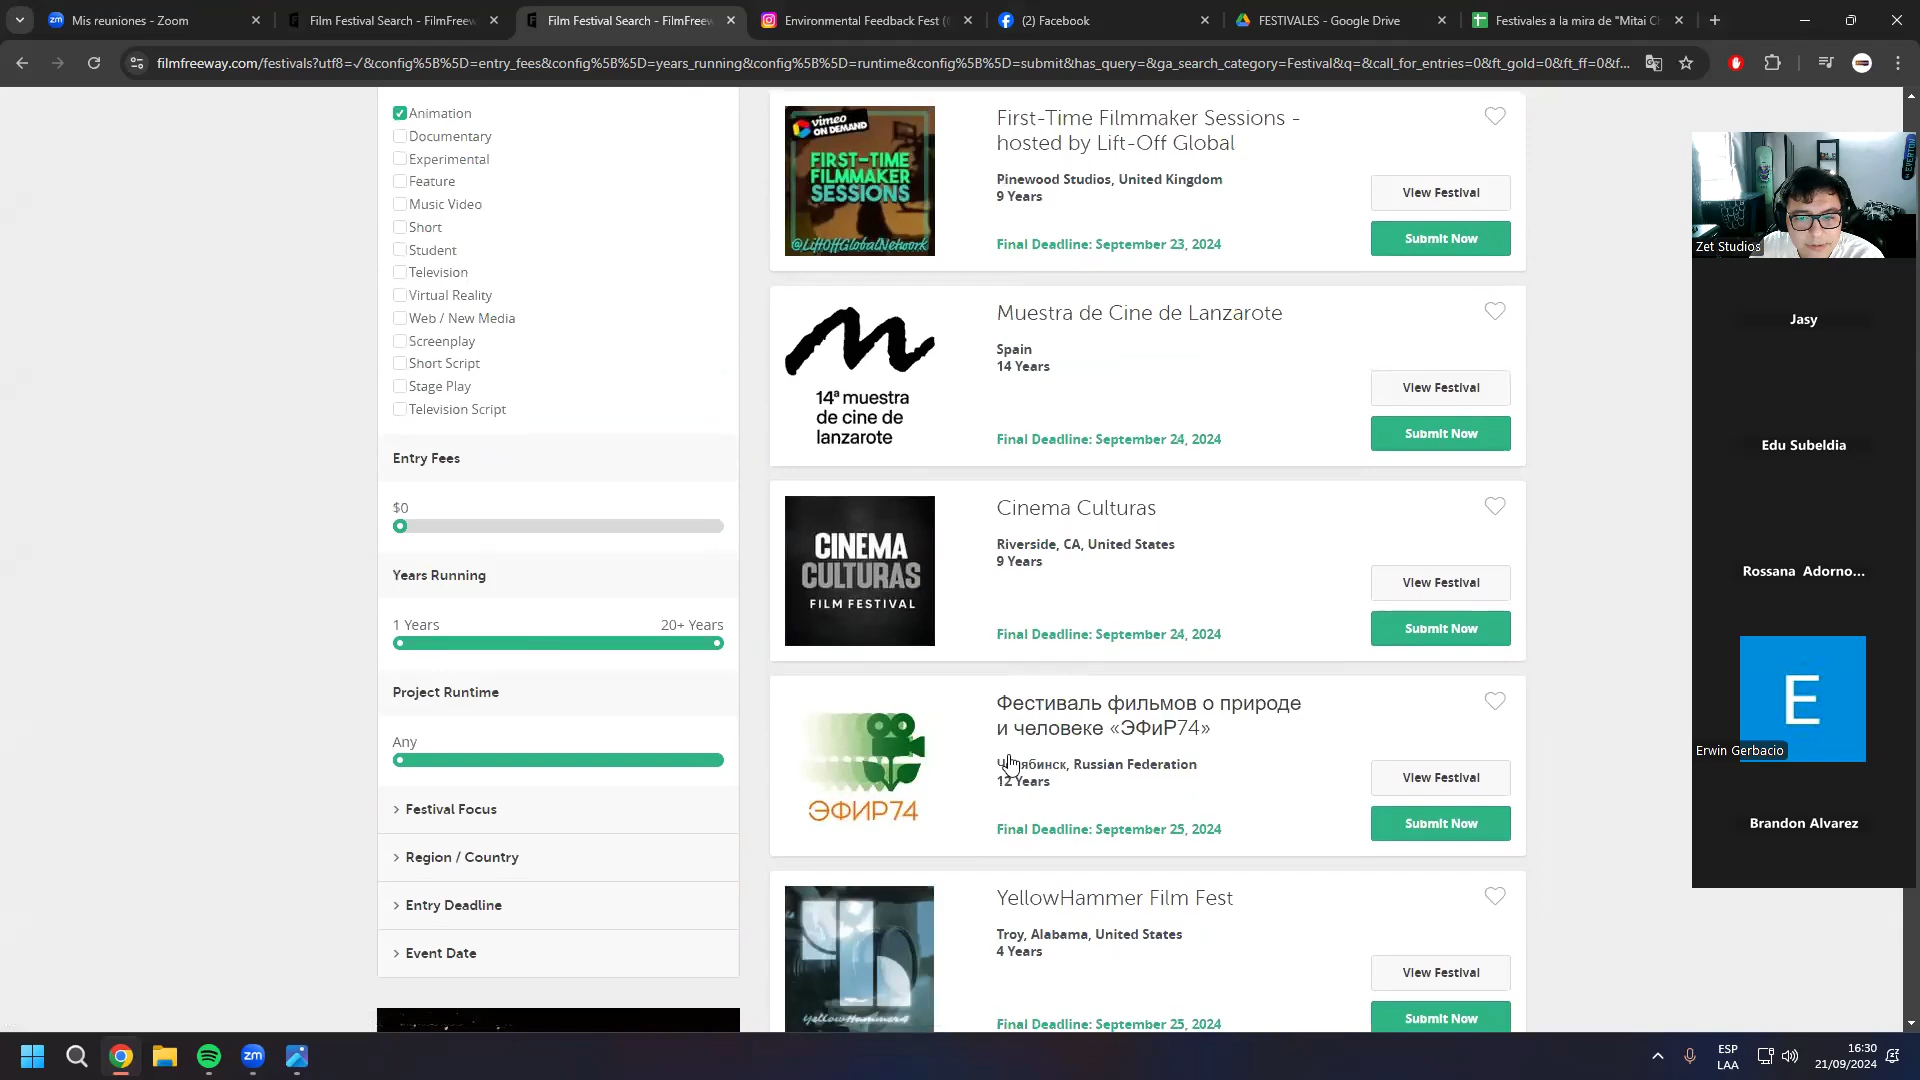 Mis reuniones - Zoom
Film Festival Search - FilmFreew
Film Festival Search - FilmFreew
Environmental Feedback Fest (
(2) Facebook
FESTIVALES - Google Drive
Festivales a la mira de "Mitai C
filmfreeway.com/festivals?utf8=✓&config%5B%5D=entry_fees&config%5B%5D=years_running&config%5B%5D=runtime&config%5B%5D=submit&has_query=&ga_search_category=Festival&q=&call_for_entries=0&ft_gold=0&ft_ff=0&f...
Animation
Documentary
Experimental
Feature
Music Video
Short
Student
Television
Virtual Reality
Web / New Media
Screenplay
Short Script
Stage Play
Television Script
Entry Fees
$0
Years Running
1 Years
20+ Years
Project Runtime
Any
Festival Focus
Region / Country
Entry Deadline
Event Date
vimeo
ON DEMAND
FIRST-TIME
FILMMAKER
SESSIONS
@LiftOffGlobalNetwork
First-Time Filmmaker Sessions -
hosted by Lift-Off Global
Pinewood Studios, United Kingdom
9 Years
Final Deadline: September 23, 2024
View Festival
Submit Now
14ª muestra
de cine de
lanzarote
Muestra de Cine de Lanzarote
Spain
14 Years
Final Deadline: September 24, 2024
View Festival
Submit Now
CINEMA
CULTURAS
FILM FESTIVAL
Cinema Culturas
Riverside, CA, United States
9 Years
Final Deadline: September 24, 2024
View Festival
Submit Now
ЭФИР74
Фестиваль фильмов о природе
и человеке «ЭФиР74»
Russian Federation
12 Years
Final Deadline: September 25, 2024
View Festival
Submit Now
YellowHammer
YellowHammer Film Fest
Troy, Alabama, United States
4 Years
Final Deadline: September 25, 2024
View Festival
Submit Now
EVERTON
Zet Studios
Jasy
Edu Subeldia
Rossana Adorno...
E
Erwin Gerbacio
Brandon Alvarez
zm
ESP
LAA
16:30
21/09/2024